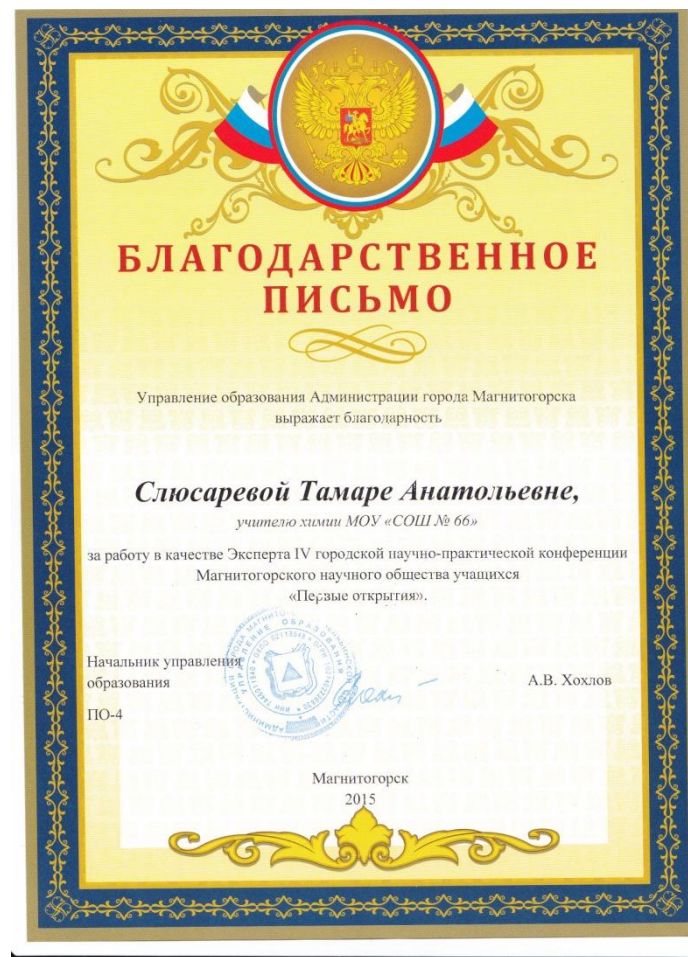 БЛАГОДАРСТВЕННОЕ
ПИСЬМО
Управление образования Администрации города Магнитогорска
выражает благодарность
Слюсаревой Тамаре Анатольевне,
учителю химии МОУ «СОШ № 66»
за работу в качестве Эксперта IV городской научно-практической конференции
Магнитогорского научного общества учащихся
«Первые открытия».
Начальник управления
образования
А.В. Хохлов
ПО-4
Магнитогорск
2015